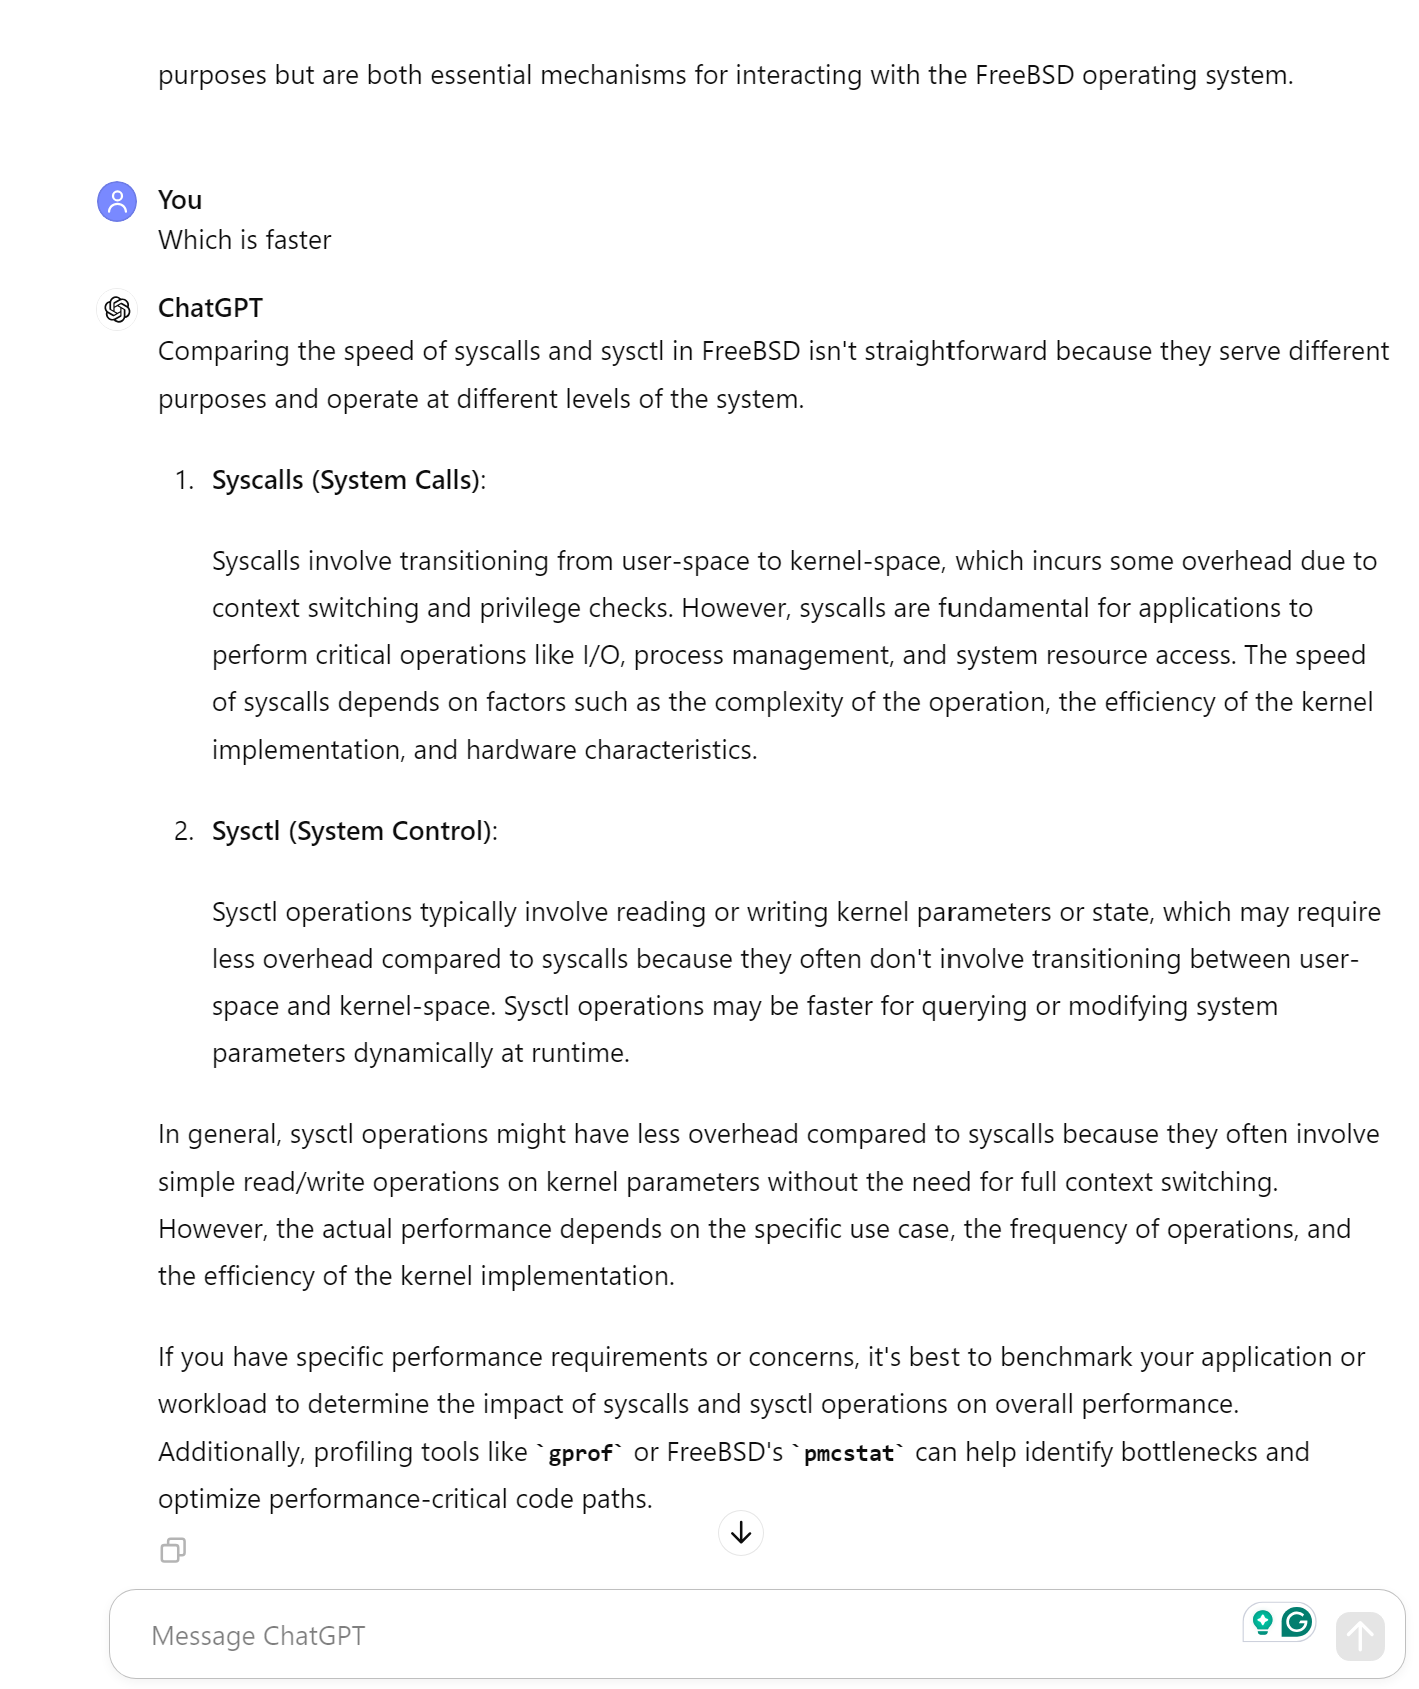 purposes but are both essential mechanisms for interacting with the FreeBSD operating system.
You
Which is faster
ChatGPT
Comparing the speed of syscalls and sysctl in FreeBSD isn't straightforward because they serve different
purposes and operate at different levels of the system.
1. Syscalls (System Calls):
Syscalls involve transitioning from user-space to kernel-space, which incurs some overhead due to
context switching and privilege checks. However, syscalls are fundamental for applications to
perform critical operations like I/O, process management, and system resource access. The speed
of syscalls depends on factors such as the complexity of the operation, the efficiency of the kernel
implementation, and hardware characteristics.
2. Sysctl (System Control):
Sysctl operations typically involve reading or writing kernel parameters or state, which may require
less overhead compared to syscalls because they often don't involve transitioning between user-
space and kernel-space. Sysctl operations may be faster for querying or modifying system
parameters dynamically at runtime.
In general, sysctl operations might have less overhead compared to syscalls because they often involve
simple read/write operations on kernel parameters without the need for full context switching.
However, the actual performance depends on the specific use case, the frequency of operations, and
the efficiency of the kernel implementation.
If you have specific performance requirements or concerns, it's best to benchmark your application or
workload to determine the impact of syscalls and sysctl operations on overall performance.
Additionally, profiling tools like `gprof` or FreeBSD's `pmcstat` can help identify bottlenecks and
optimize performance-critical code paths.
Message ChatGPT